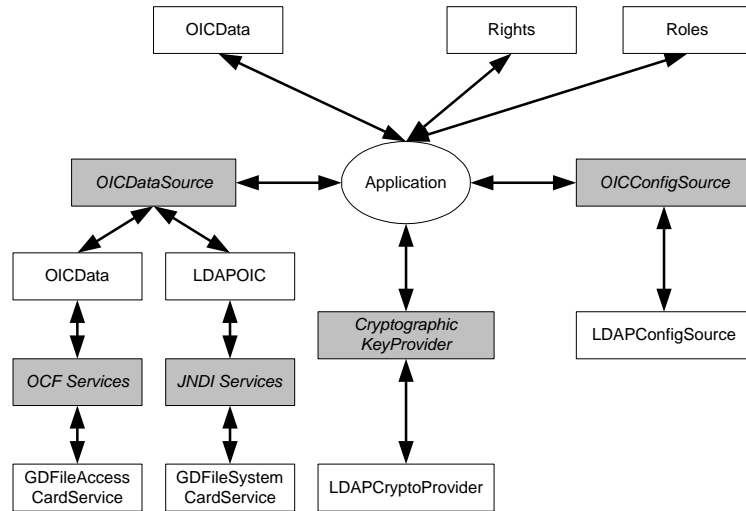 OICData
Rights
Roles
OICDataSource
Application
OICConfigSource
OICData
LDAPOIC
Cryptographic
KeyProvider
LDAPConfigSource
OCF Services
JNDI Services
GDFileAccess
CardService
GDFileSystem
CardService
LDAPCryptoProvider